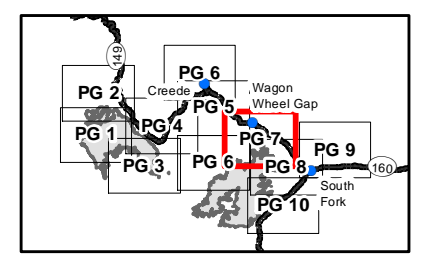 149
PG 6
Creede
Wagon
Wheel Gap
PG 2
PG 5
PG 1
PG 4
PG 7
PG 9
PG 3
PG 6
PG 8
160
South
Fork
PG 10